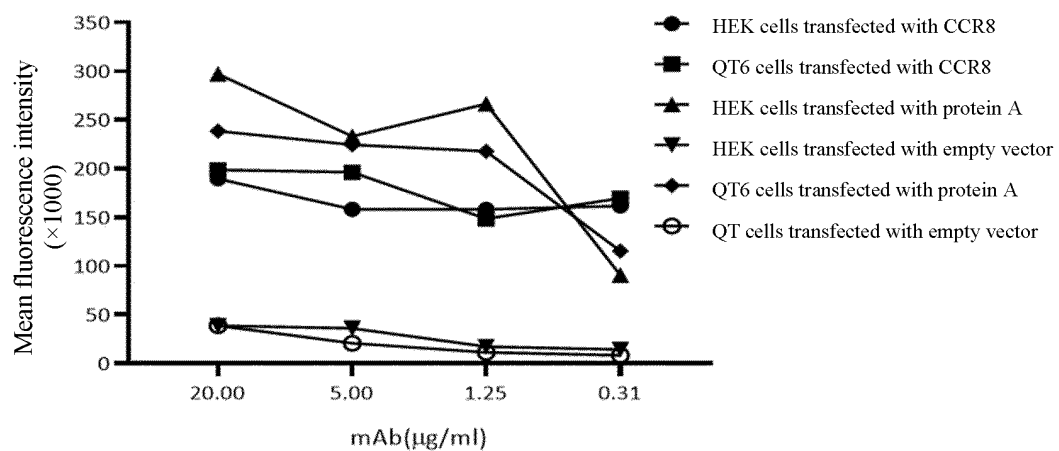 350
300
250
200
150
100
50
0
Mean fluorescence intensity
(×1000)
20.00 5.00 1.25 0.31
mAb(μg/ml)
HEK cells transfected with CCR8
QT6 cells transfected with CCR8
HEK cells transfected with protein A
HEK cells transfected with empty vector
QT6 cells transfected with protein A
QT cells transfected with empty vector